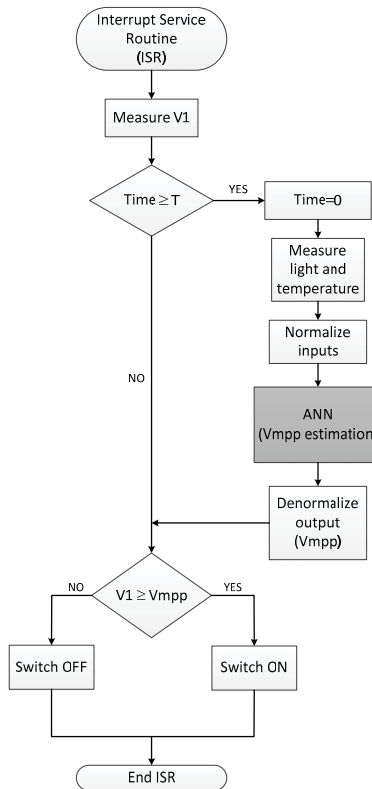 Interrupt Service
Routine
(ISR)
Measure V1
Time ≥ T
YES
Time=0
Measure
light and
temperature
Normalize
inputs
NO
ANN
(Vmpp estimation
Denormalize
output
(Vmpp)
V1 ≥ Vmpp
NO
YES
Switch OFF
Switch ON
End ISR